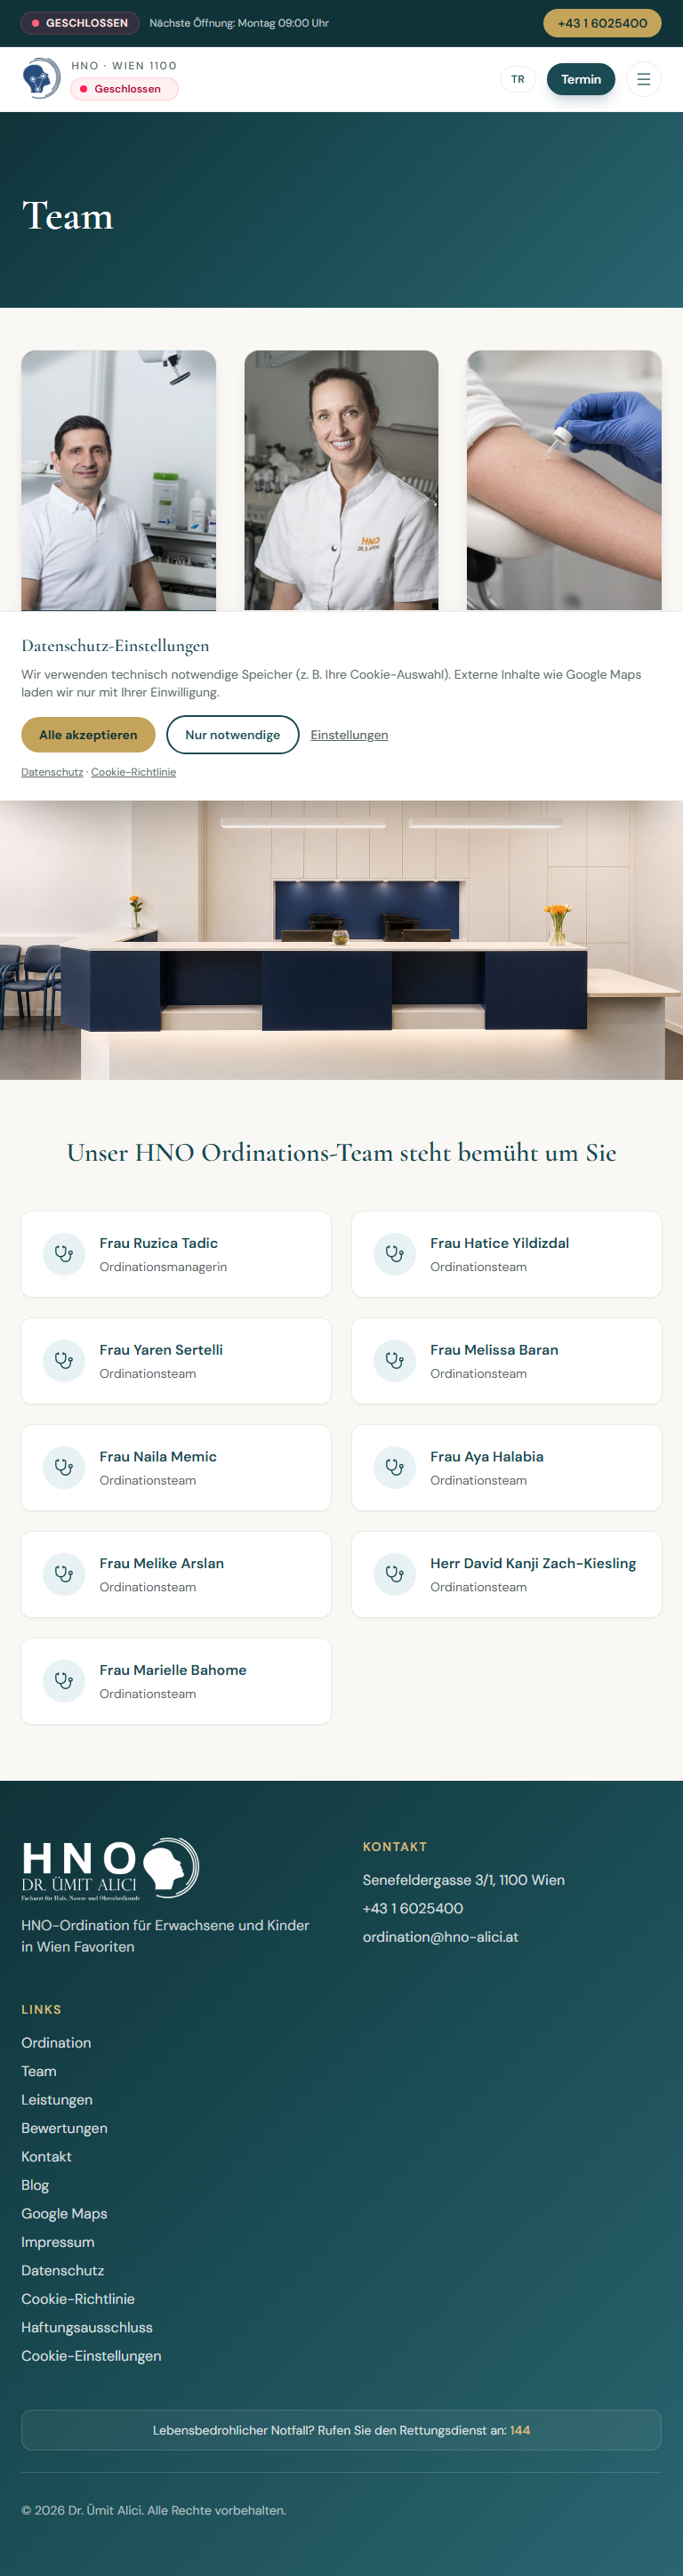 GESCHLOSSEN
Nächste Öffnung: Montag 09:00 Uhr
+43 1 6025400
HNO · WIEN 1100
Geschlossen
TR
Termin
Team
HNO
Datenschutz-Einstellungen
Wir verwenden technisch notwendige Speicher (z. B. Ihre Cookie-Auswahl). Externe Inhalte wie Google Maps
laden wir nur mit Ihrer Einwilligung.
Alle akzeptieren
Nur notwendige
Einstellungen
Datenschutz · Cookie-Richtlinie
Unser HNO Ordinations-Team steht bemüht um Sie
Frau Ruzica Tadic
Ordinationsmanagerin
Frau Hatice Yildizdal
Ordinationsteam
Frau Yaren Sertelli
Ordinationsteam
Frau Melissa Baran
Ordinationsteam
Frau Naila Memic
Ordinationsteam
Frau Aya Halabia
Ordinationsteam
Frau Melike Arslan
Ordinationsteam
Herr David Kanji Zach-Kiesling
Ordinationsteam
Frau Marielle Bahome
Ordinationsteam
HNO
DR. ÜMIT ALICI
Facharzt für Hals, Nasen- und Ohrenheilkunde
HNO-Ordination für Erwachsene und Kinder
in Wien Favoriten
KONTAKT
Senefeldergasse 3/1, 1100 Wien
+43 1 6025400
ordination@hno-alici.at
LINKS
Ordination
Team
Leistungen
Bewertungen
Kontakt
Blog
Google Maps
Impressum
Datenschutz
Cookie-Richtlinie
Haftungsausschluss
Cookie-Einstellungen
Lebensbedrohlicher Notfall? Rufen Sie den Rettungsdienst an: 144
© 2026 Dr. Ümit Alici. Alle Rechte vorbehalten.